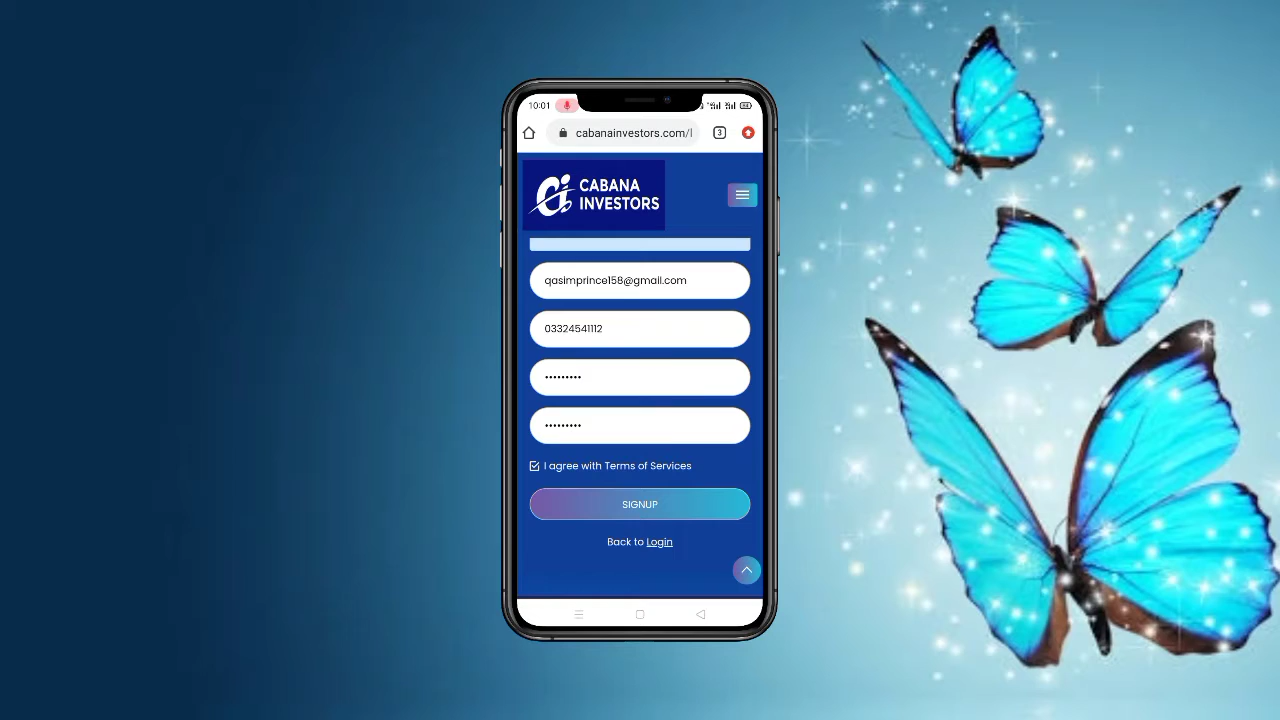 10:01
cabanainvestors.com/l
3
CABANA
INVESTORS
qasimprince158@gmail.com
03324541112
•••••••••
•••••••••
I agree with Terms of Services
SIGNUP
Back to Login